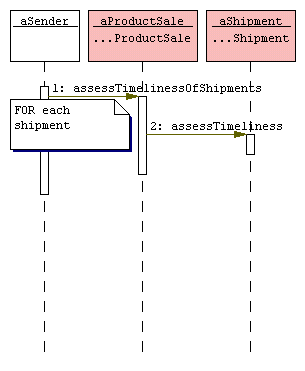 aSender
aProductSale
...ProductSale
aShipment
...Shipment
1: assessTimelinessOfShipments
FOR each
shipment
2: assessTimeliness